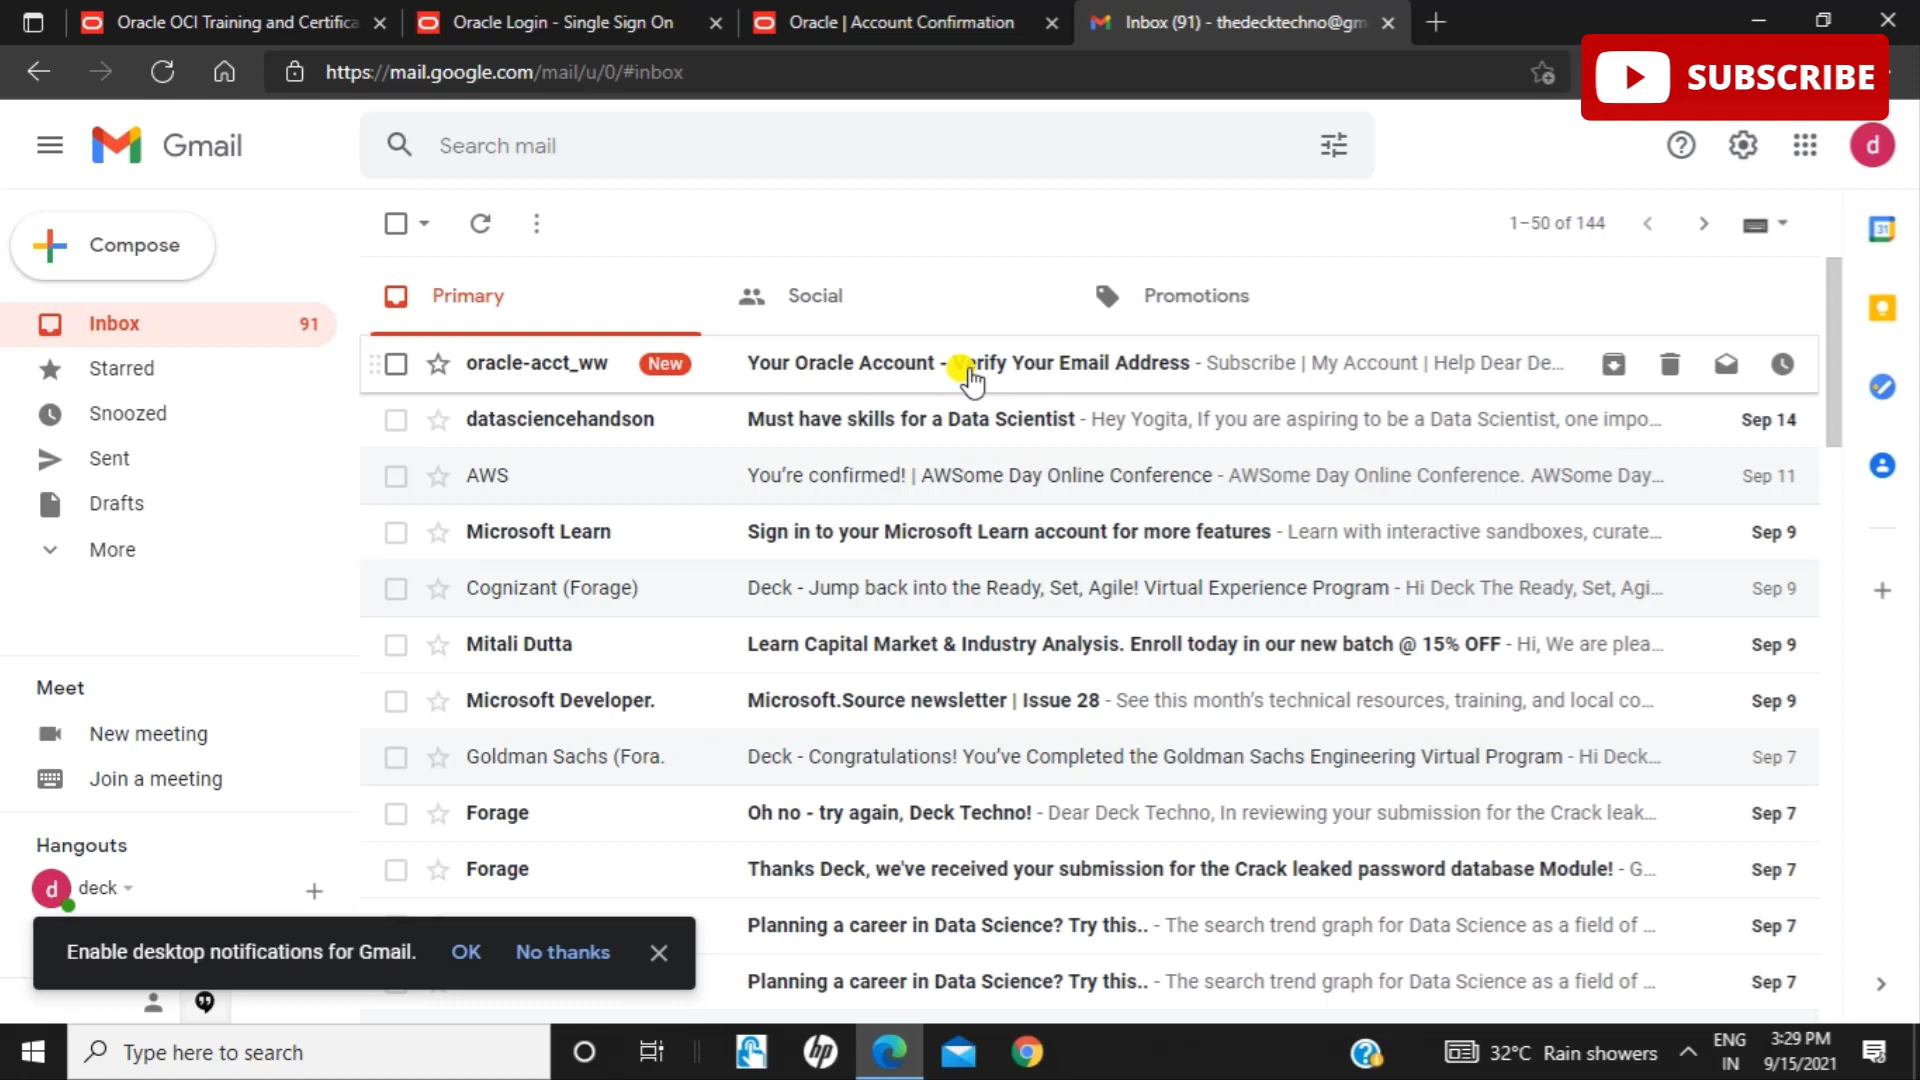 Oracle OCI Training and Certifica
Oracle Login - Single Sign On
Oracle | Account Confirmation
Inbox (91) - thedecktechno@gm
https://mail.google.com/mail/u/0/#inbox
SUBSCRIBE
Gmail
Search mail
d
Compose
1–50 of 144
31
Primary
Social
Promotions
Inbox 91
Starred
Snoozed
Sent
Drafts
More
oracle-acct_ww New Your Oracle Account - Verify Your Email Address - Subscribe | My Account | Help Dear De...
datasciencehandson Must have skills for a Data Scientist - Hey Yogita, If you are aspiring to be a Data Scientist, one impo... Sep 14
AWS You're confirmed! | AWSome Day Online Conference - AWSome Day Online Conference. AWSome Day... Sep 11
Microsoft Learn Sign in to your Microsoft Learn account for more features - Learn with interactive sandboxes, curate... Sep 9
Cognizant (Forage) Deck - Jump back into the Ready, Set, Agile! Virtual Experience Program - Hi Deck The Ready, Set, Agi... Sep 9
Mitali Dutta Learn Capital Market & Industry Analysis. Enroll today in our new batch @ 15% OFF - Hi, We are plea... Sep 9
Microsoft Developer. Microsoft.Source newsletter | Issue 28 - See this month's technical resources, training, and local co... Sep 9
Goldman Sachs (Fora. Deck - Congratulations! You've Completed the Goldman Sachs Engineering Virtual Program - Hi Deck... Sep 7
Forage Oh no - try again, Deck Techno! - Dear Deck Techno, In reviewing your submission for the Crack leak... Sep 7
Forage Thanks Deck, we've received your submission for the Crack leaked password database Module! - G... Sep 7
Planning a career in Data Science? Try this.. - The search trend graph for Data Science as a field of ... Sep 7
Planning a career in Data Science? Try this.. - The search trend graph for Data Science as a field of ... Sep 7
Meet
New meeting
Join a meeting
Hangouts
d deck
Enable desktop notifications for Gmail. OK No thanks
Type here to search
hp
32°C Rain showers
ENG
IN
3:29 PM
9/15/2021